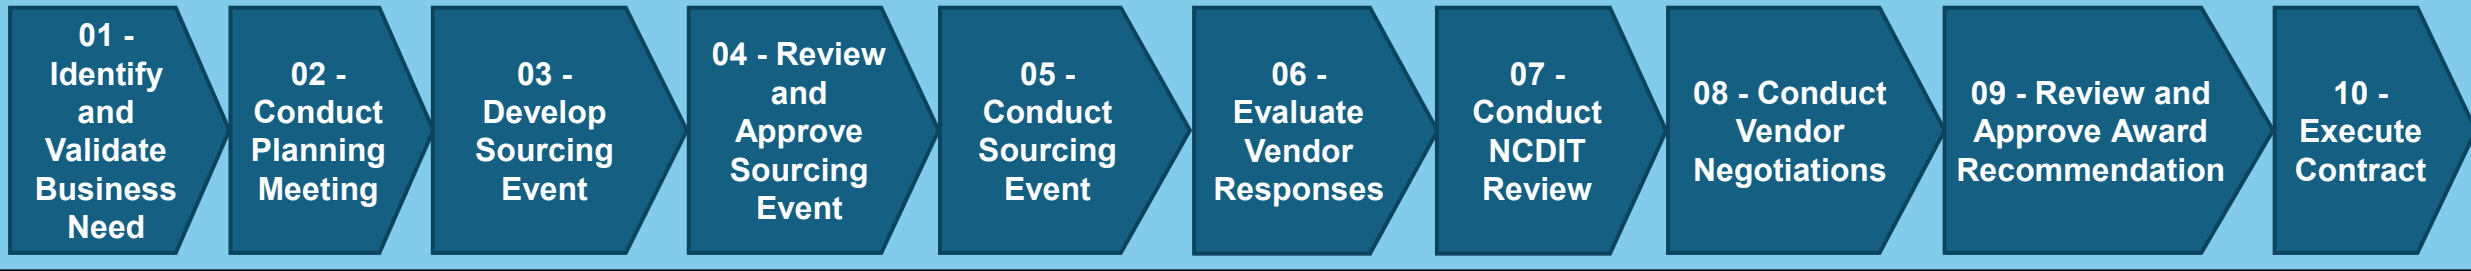 01 -
Identify
and
Validate
Business
Need
02 -
Conduct
Planning
Meeting
03 -
Develop
Sourcing
Event
04 - Review
and
Approve
Sourcing
Event
05 -
Conduct
Sourcing
Event
06 -
Evaluate
Vendor
Responses
07 -
Conduct
NCDIT
Review
08 - Conduct
Vendor
Negotiations
09 - Review and
Approve Award
Recommendation
10 -
Execute
Contract